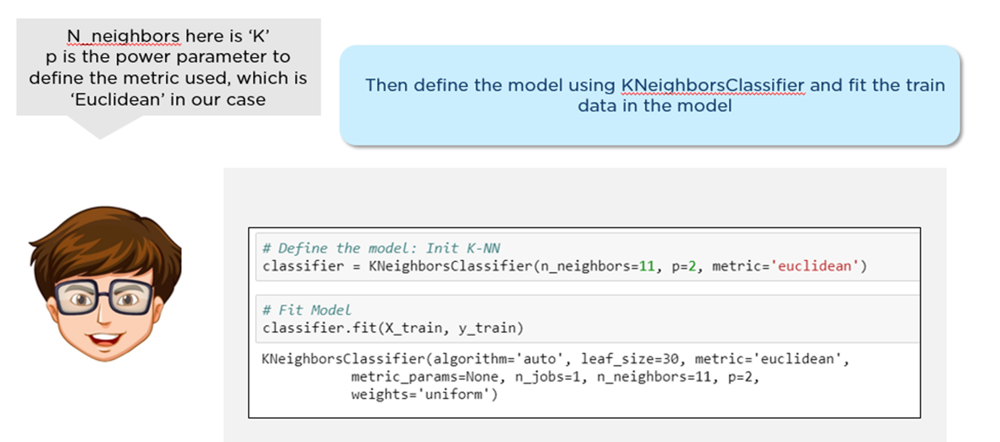 N_neighbors here is ‘K’
p is the power parameter to
define the metric used, which is
‘Euclidean’ in our case
Then define the model using KNeighborsClassifier and fit the train
data in the model
# Define the model: Init K-NN
classifier = KNeighborsClassifier(n_neighbors=11, p=2, metric='euclidean')
# Fit Model
classifier.fit(X_train, y_train)
KNeighborsClassifier(algorithm='auto', leaf_size=30, metric='euclidean',
metric_params=None, n_jobs=1, n_neighbors=11, p=2,
weights='uniform')